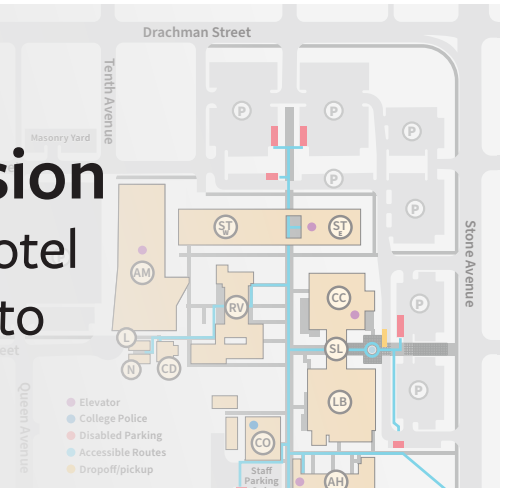 Drachman Street
Tenth Avenue
Masonry Yard
P
P
P
P
P
sion
otel
to
ST
W
ST
E
Stone Avenue
AM
CC
RV
P
L
SL
N
CD
eet
P
LB
Queen Avenue
Elevator
College Police
Disabled Parking
Accessible Routes
Dropoff/pickup
CO
Staff
Parking
AH